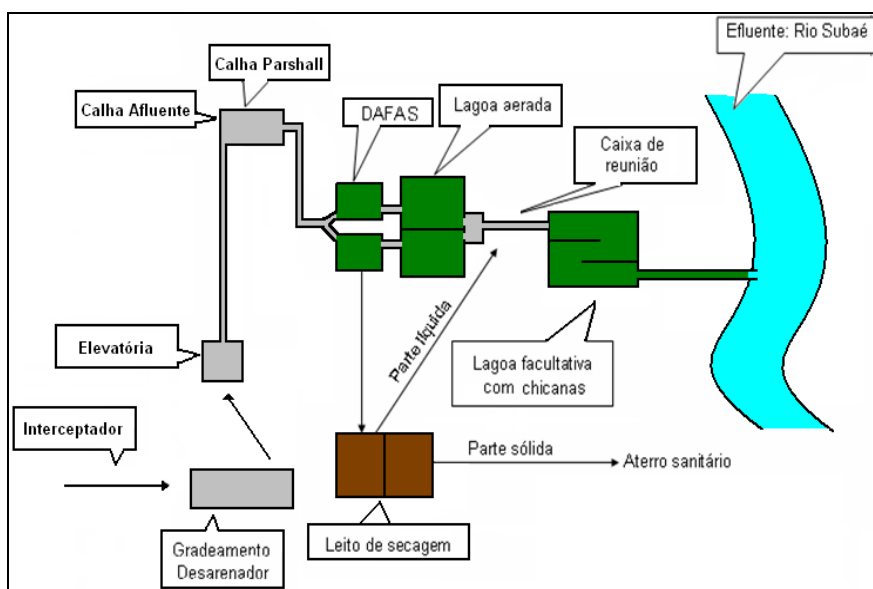 Efluente: Rio Subaé
Calha Parshall
Calha Afluente
DAFAS
Lagoa aerada
Caixa de
reunião
Elevatória
Parte líquida
Lagoa facultativa
com chicanas
Interceptador
Parte sólida
Aterro sanitário
Gradeamento
Desarenador
Leito de secagem